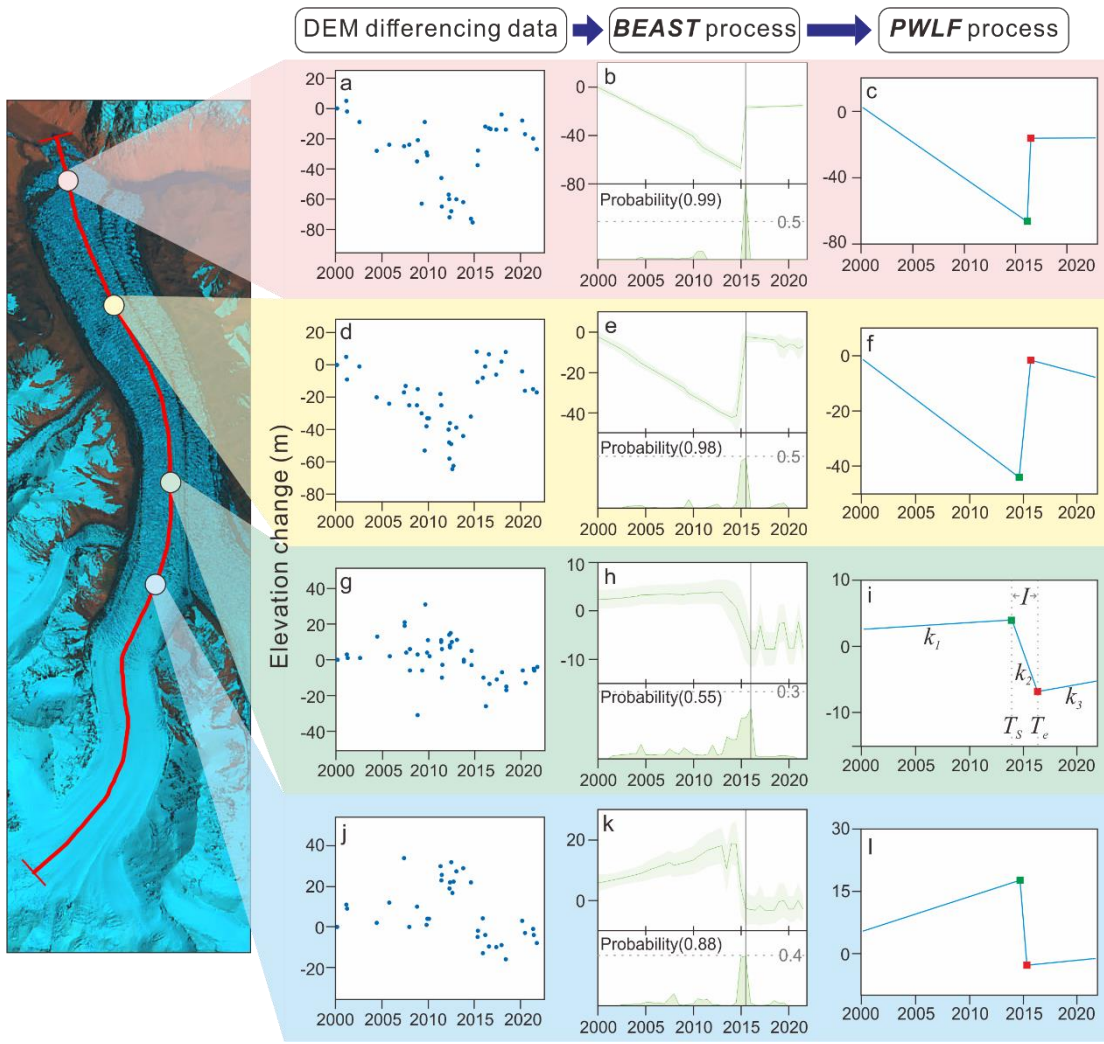 DEM differencing data
BEAST process
PWLF process
Elevation change (m)
a
20
0
-20
-40
-60
-80
2000 2005 2010 2015 2020
b
0
-40
-80
Probability(0.99)
0.5
2000 2005 2010 2015 2020
c
0
-40
-80
2000 2005 2010 2015 2020
d
20
0
-20
-40
-60
-80
2000 2005 2010 2015 2020
e
0
-20
-40
Probability(0.98)
0.5
2000 2005 2010 2015 2020
f
0
-20
-40
2000 2005 2010 2015 2020
g
40
20
0
-20
-40
2000 2005 2010 2015 2020
h
10
0
-10
Probability(0.55)
0.3
2000 2005 2010 2015 2020
i
10
0
-10
I
k1
k2
k3
Ts Te
2000 2005 2010 2015 2020
j
40
20
0
-20
2000 2005 2010 2015 2020
k
20
0
Probability(0.88)
0.4
2000 2005 2010 2015 2020
l
30
15
0
2000 2005 2010 2015 2020